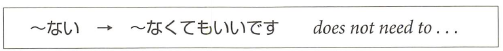 ～ない → ～なくてもいいです does not need to . . .